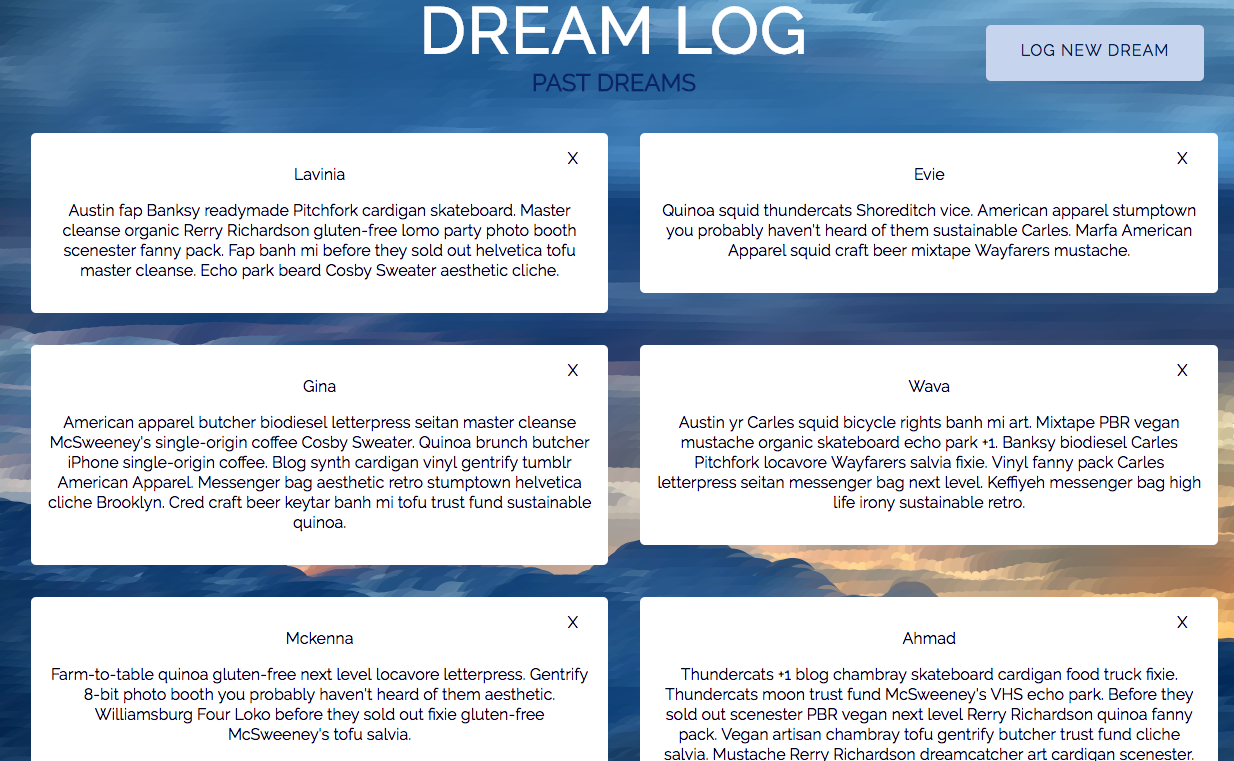 DREAM LOG
LOG NEW DREAM
PAST DREAMS
X
Lavinia
Austin fap Banksy readymade Pitchfork cardigan skateboard. Master
cleanse organic Rerry Richardson gluten-free lomo party photo booth
scenester fanny pack. Fap banh mi before they sold out helvetica tofu
master cleanse. Echo park beard Cosby Sweater aesthetic cliche.
X
Evie
Quinoa squid thundercats Shoreditch vice. American apparel stumptown
you probably haven't heard of them sustainable Carles. Marfa American
Apparel squid craft beer mixtape Wayfarers mustache.
X
Gina
American apparel butcher biodiesel letterpress seitan master cleanse
McSweeney's single-origin coffee Cosby Sweater. Quinoa brunch butcher
iPhone single-origin coffee. Blog synth cardigan vinyl gentrify tumblr
American Apparel. Messenger bag aesthetic retro stumptown helvetica
cliche Brooklyn. Cred craft beer keytar banh mi tofu trust fund sustainable
quinoa.
X
Wava
Austin yr Carles squid bicycle rights banh mi art. Mixtape PBR vegan
mustache organic skateboard echo park +1. Banksy biodiesel Carles
Pitchfork locavore Wayfarers salvia fixie. Vinyl fanny pack Carles
letterpress seitan messenger bag next level. Keffiyeh messenger bag high
life irony sustainable retro.
X
Mckenna
Farm-to-table quinoa gluten-free next level locavore letterpress. Gentrify
8-bit photo booth you probably haven't heard of them aesthetic.
Williamsburg Four Loko before they sold out fixie gluten-free
McSweeney's tofu salvia.
X
Ahmad
Thundercats +1 blog chambray skateboard cardigan food truck fixie.
Thundercats moon trust fund McSweeney's VHS echo park. Before they
sold out scenester PBR vegan next level Rerry Richardson quinoa fanny
pack. Vegan artisan chambray tofu gentrify butcher trust fund cliche
salvia. Mustache Rerry Richardson dreamcatcher art cardigan scenester.